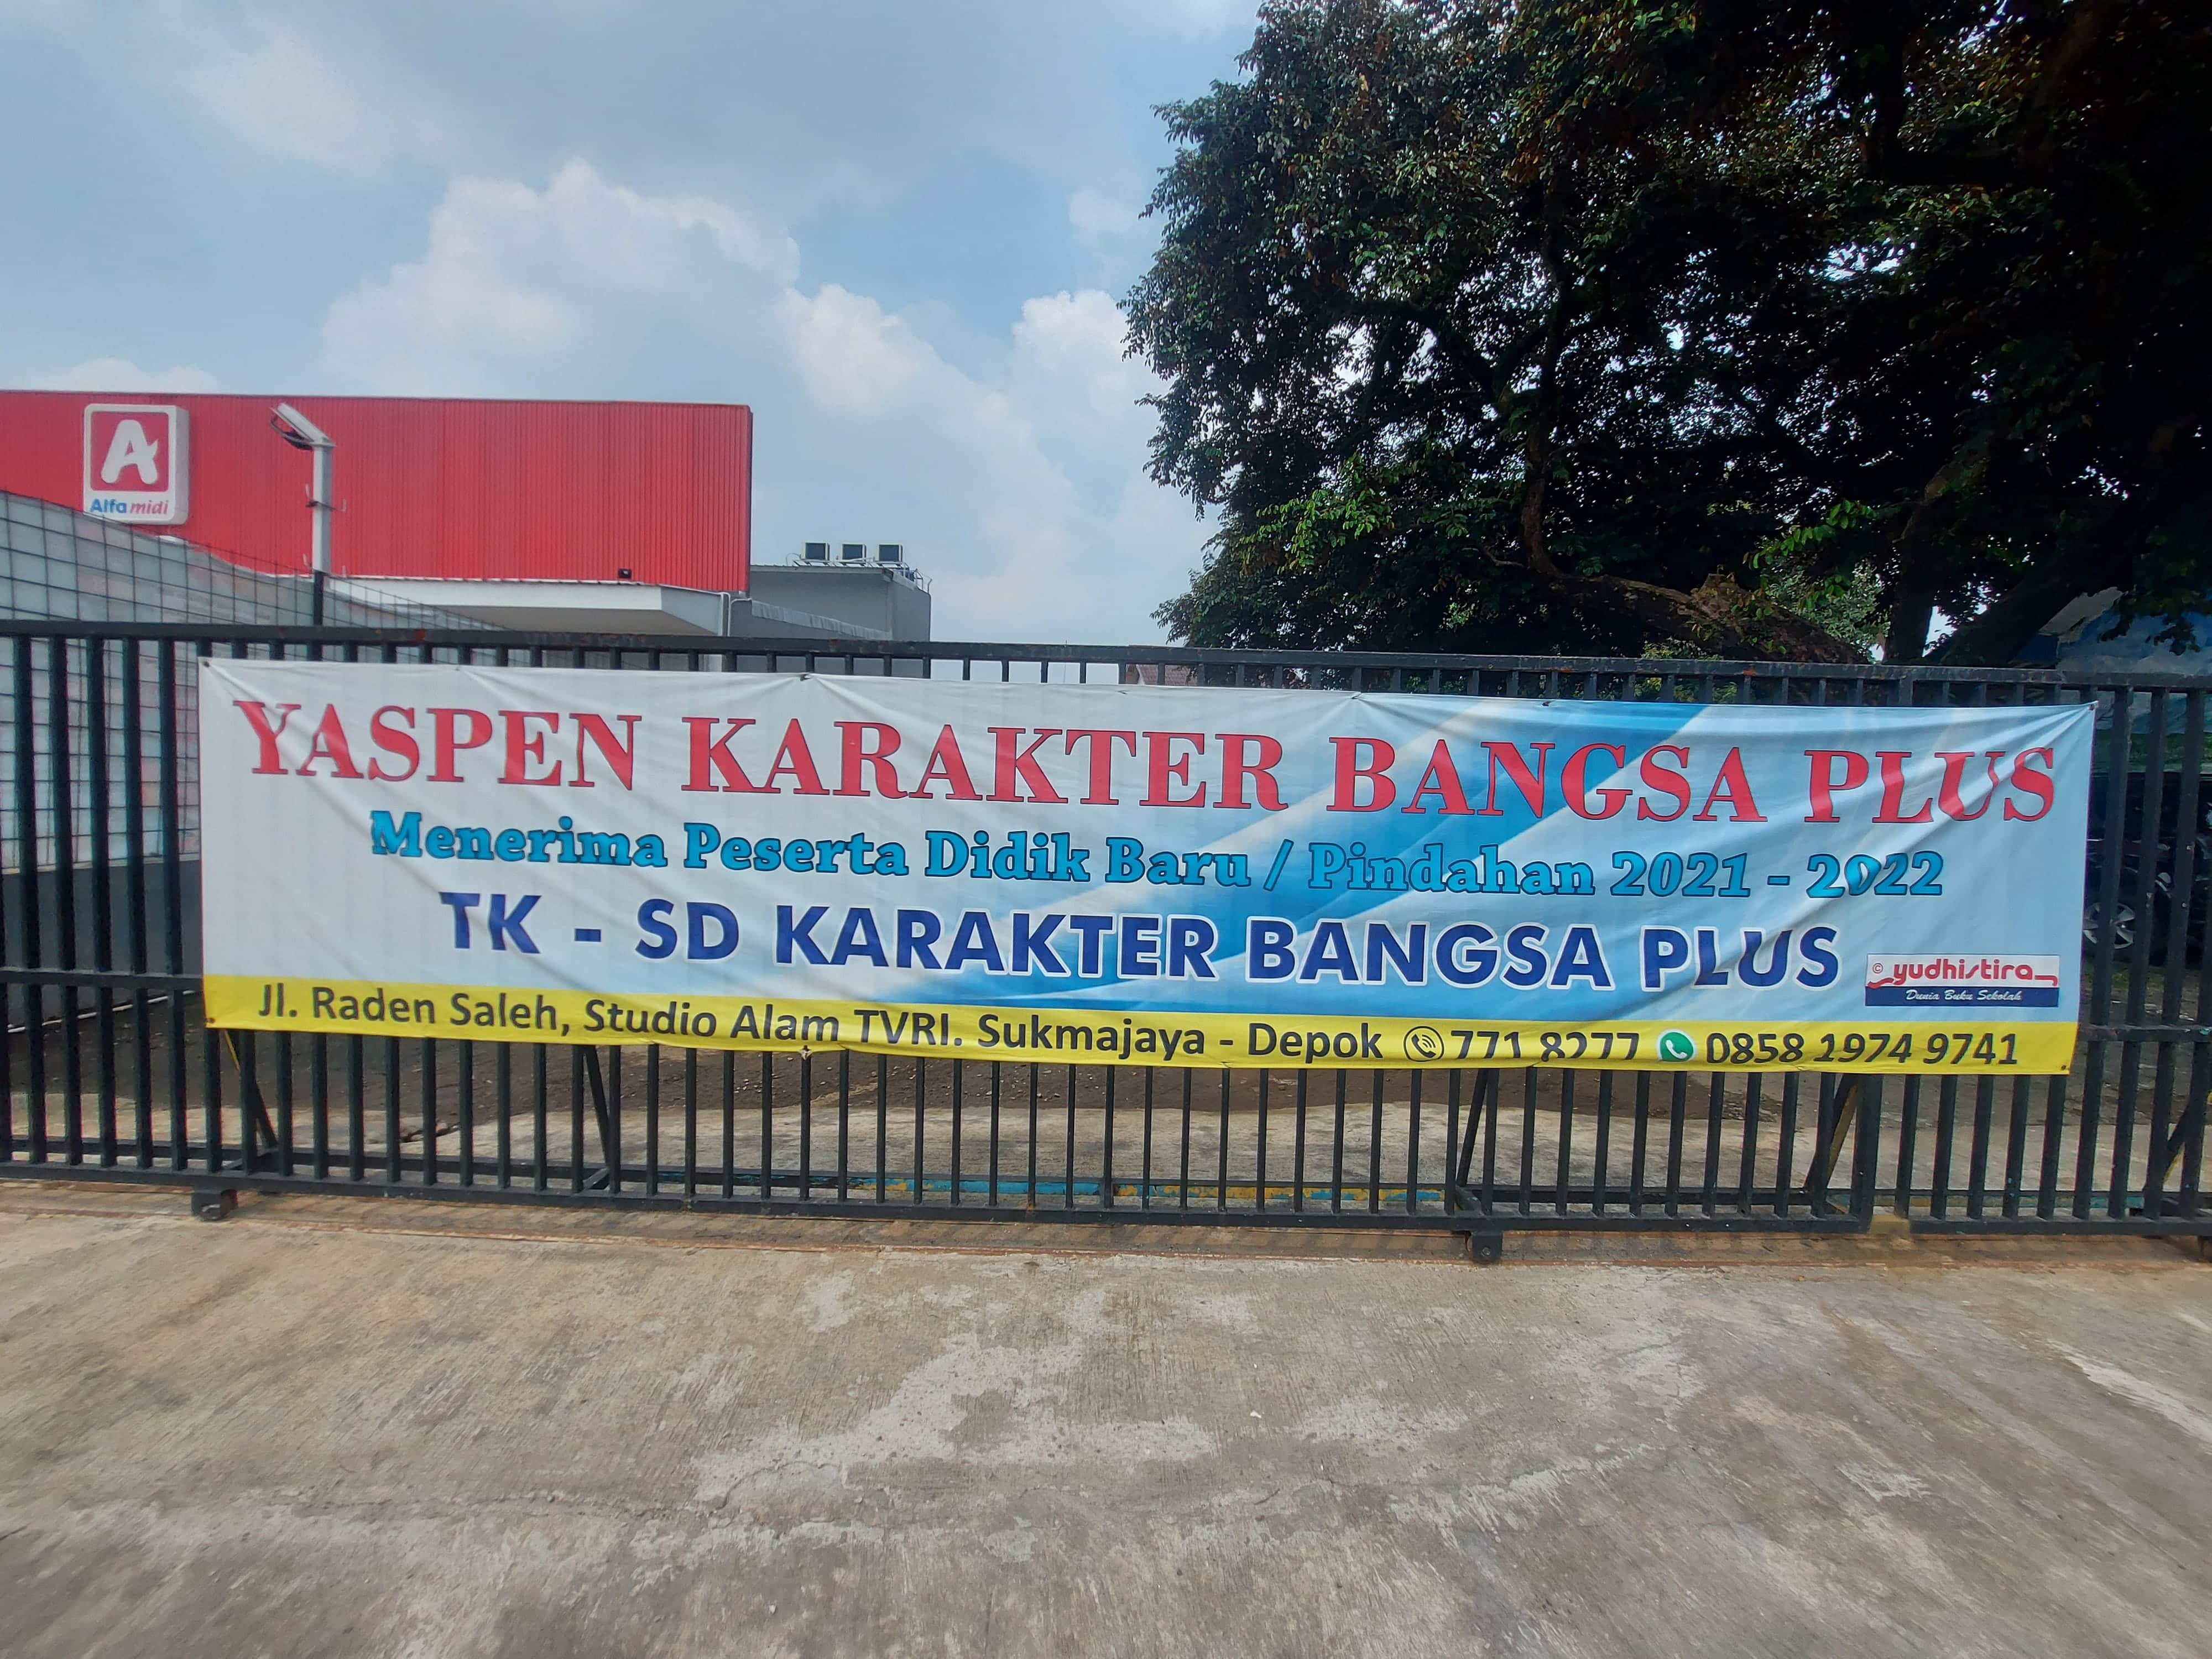 A
Alfamidi
YASPEN KARAKTER BANGSA PLUS
Menerima Peserta Didik Baru / Pindahan 2021 - 2022
TK - SD KARAKTER BANGSA PLUS
© yudhistira
Dunia Buku Sekolah
Jl. Raden Saleh, Studio Alam TVRI. Sukmajaya - Depok 771 8277 0858 1974 9741